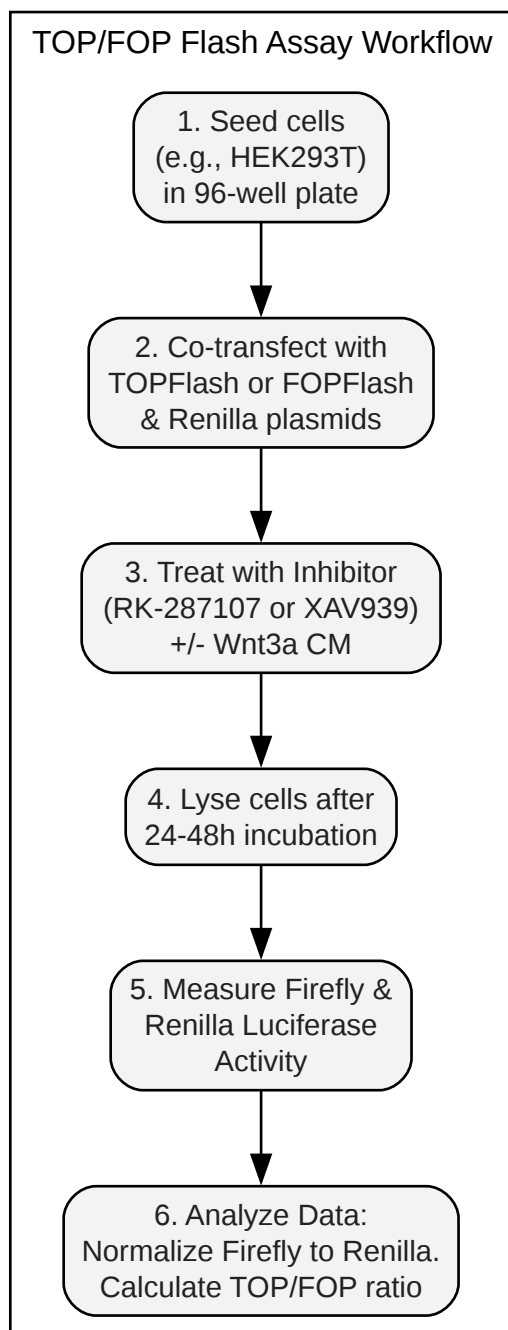 TOP/FOP Flash Assay Workflow
1. Seed cells
(e.g., HEK293T)
in 96-well plate
2. Co-transfect with
TOPFlash or FOPFlash
& Renilla plasmids
3. Treat with Inhibitor
(RK-287107 or XAV939)
+/- Wnt3a CM
4. Lyse cells after
24-48h incubation
5. Measure Firefly &
Renilla Luciferase
Activity
6. Analyze Data:
Normalize Firefly to Renilla.
Calculate TOP/FOP ratio